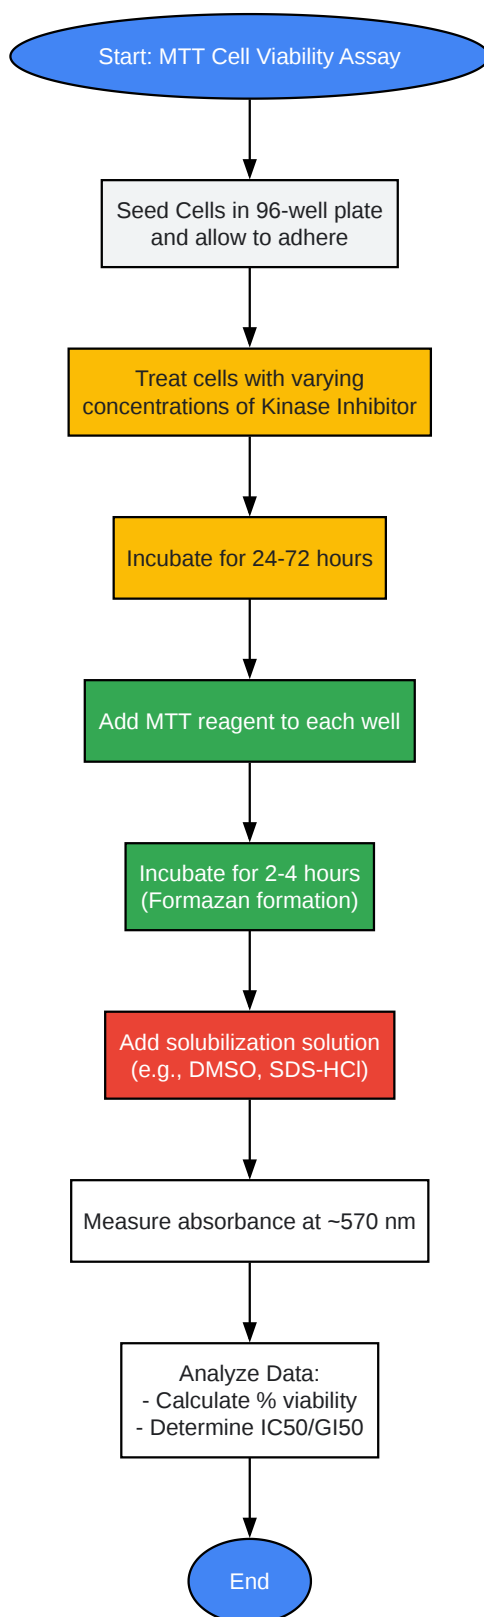 Start: MTT Cell Viability Assay
Seed Cells in 96-well plate
and allow to adhere
Treat cells with varying
concentrations of Kinase Inhibitor
Incubate for 24-72 hours
Add MTT reagent to each well
Incubate for 2-4 hours
(Formazan formation)
Add solubilization solution
(e.g., DMSO, SDS-HCl)
Measure absorbance at ~570 nm
Analyze Data:
- Calculate % viability
- Determine IC50/GI50
End